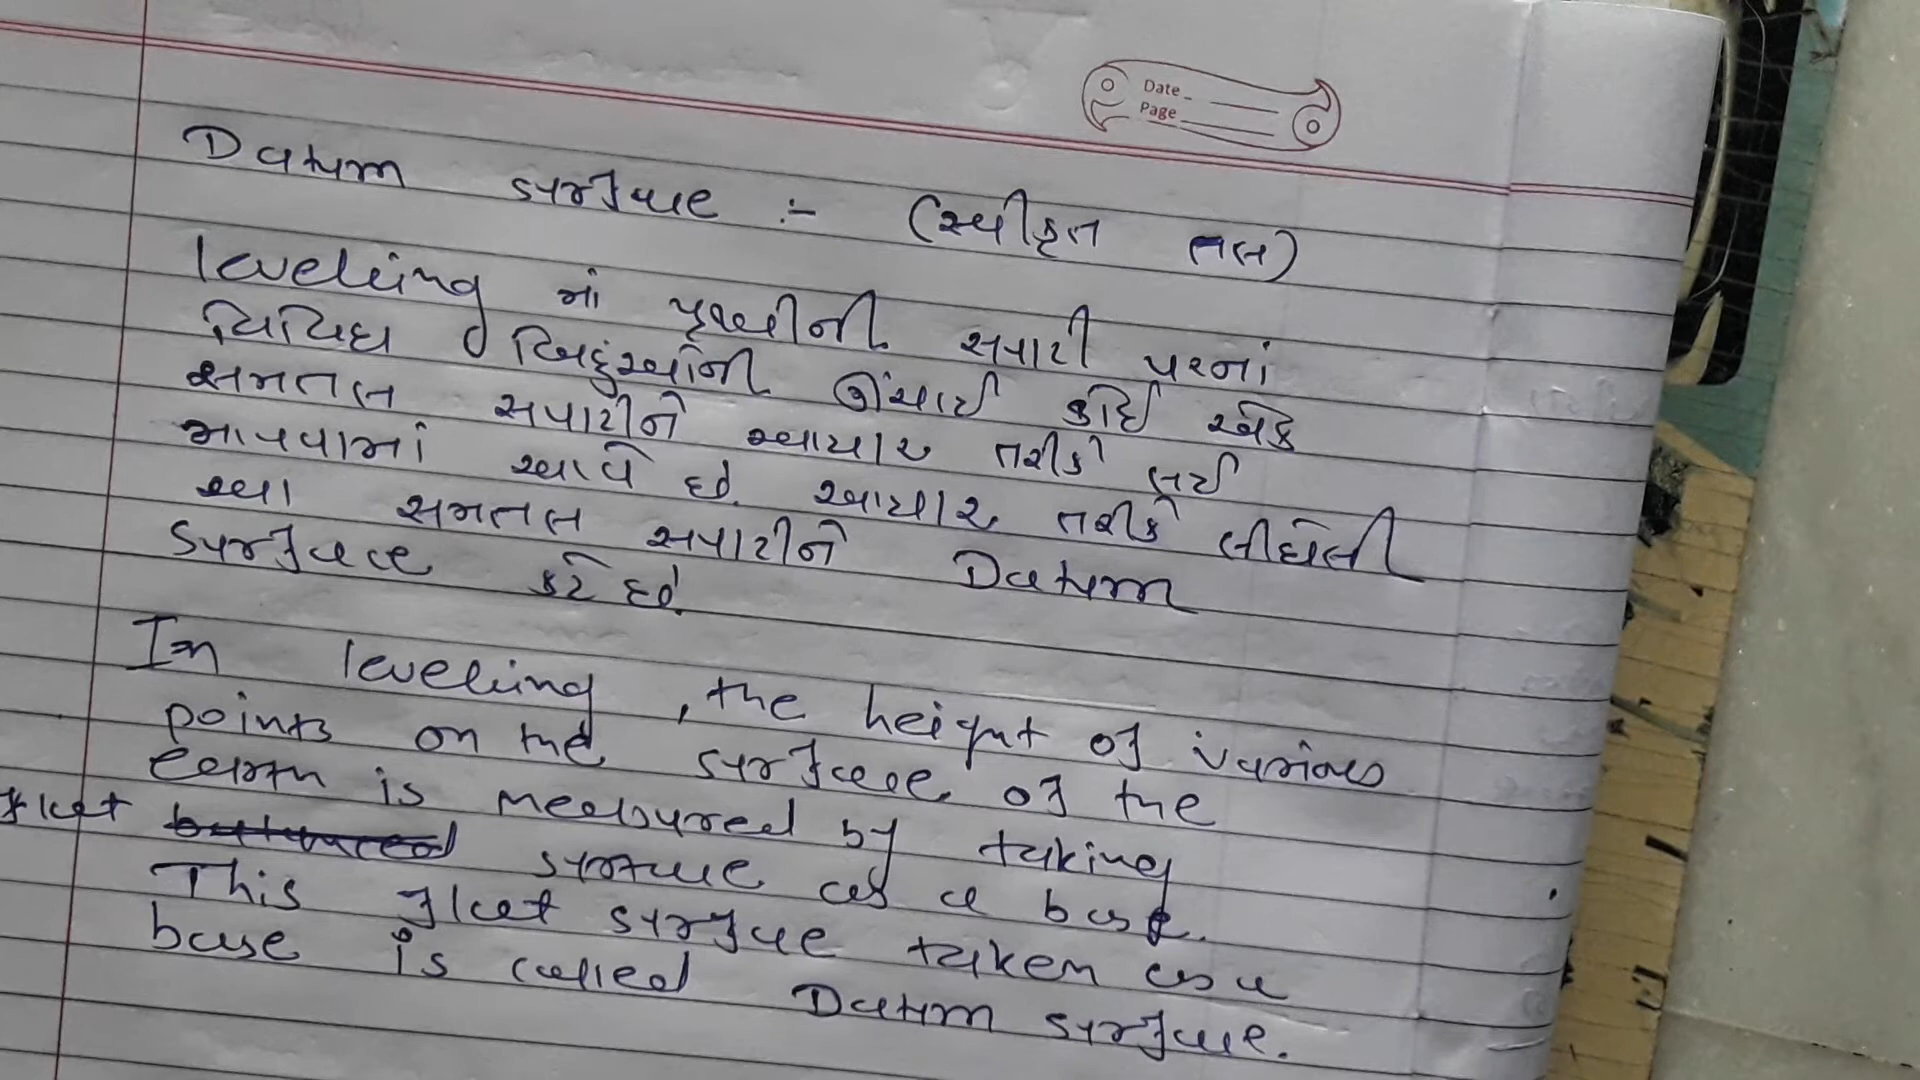 Date
Page
Datum surface :- (સ્વીકૃત તલ)
leveling માં પૃથ્વીની સપાટી પરનાં
વિવિધ બિંદુઓની ઊંચાઈ કોઈ એક
સમતલ સપાટીને આધાર તરીકે લઈ
માપવામાં આવે છે. આધાર તરીકે લીધેલી
આ સમતલ સપાટીને Datum
surface કહે છે.
In leveling, the height of various
points on the surface of the
earth is measured by taking
flat surface as a base.
This flat surface taken as a
base is called Datum surface.